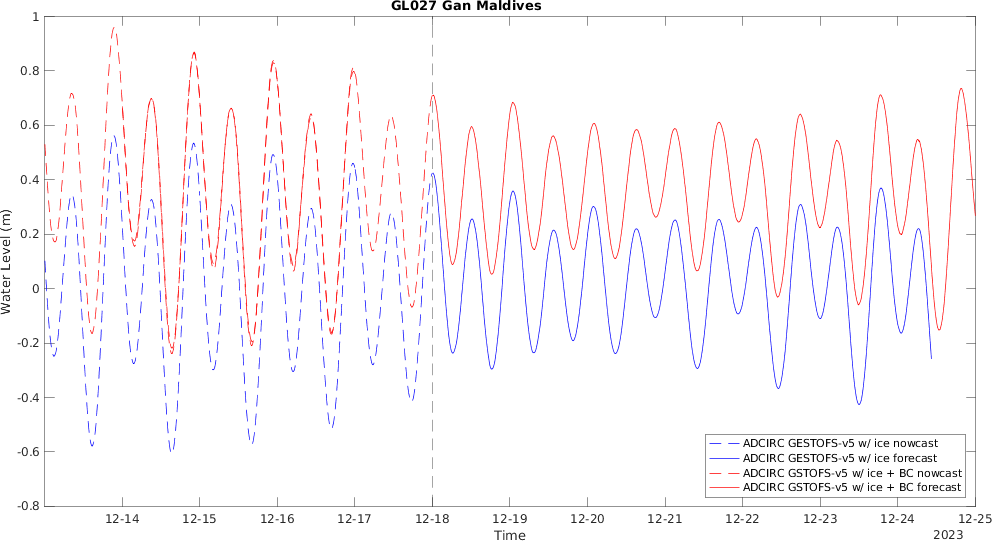 GL027 Gan Maldives
1
0.8
0.6
0.4
0.2
0
-0.2
-0.4
-0.6
-0.8
Water Level (m)
12-14 12-15 12-16 12-17 12-18 12-19 12-20 12-21 12-22 12-23 12-24 12-25
Time
2023
ADCIRC GESTOFS-v5 w/ ice nowcast
ADCIRC GESTOFS-v5 w/ ice forecast
ADCIRC GSTOFS-v5 w/ ice + BC nowcast
ADCIRC GSTOFS-v5 w/ ice + BC forecast